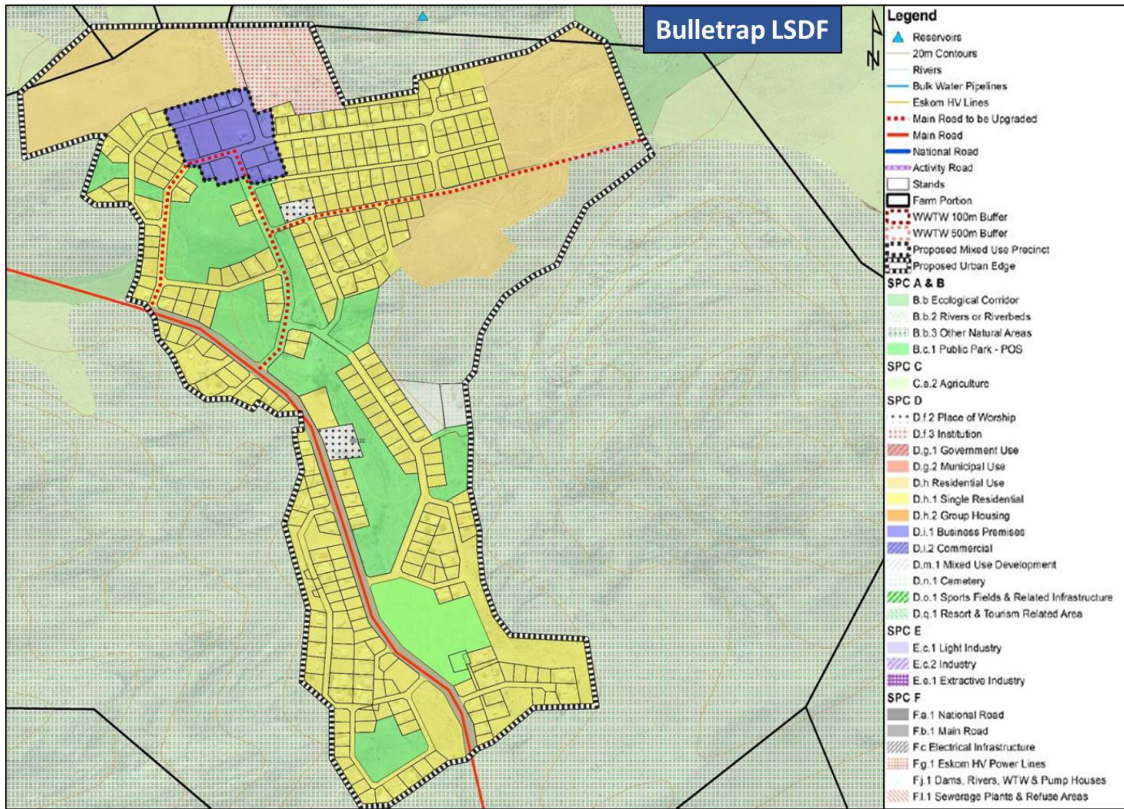 Bulletrap LSDF
N
Legend
Reservoirs
20m Contours
Rivers
Bulk Water Pipelines
Eskom HV Lines
Main Road to be Upgraded
Main Road
National Road
Activity Road
Stands
Farm Portion
WWTW 100m Buffer
WWTW 500m Buffer
Proposed Mixed Use Precinct
Proposed Urban Edge
SPC A & B
B.b Ecological Corridor
B.b.2 Rivers or Riverbeds
B.b.3 Other Natural Areas
B.c.1 Public Park - POS
SPC C
C.a.2 Agriculture
SPC D
D.f.2 Place of Worship
D.f.3 Institution
D.g.1 Government Use
D.g.2 Municipal Use
D.h Residential Use
D.h.1 Single Residential
D.h.2 Group Housing
D.i.1 Business Premises
D.i.2 Commercial
D.m.1 Mixed Use Development
D.n.1 Cemetery
D.o.1 Sports Fields & Related Infrastructure
D.q.1 Resort & Tourism Related Area
SPC E
E.c.1 Light Industry
E.c.2 Industry
E.e.1 Extractive Industry
SPC F
F.a.1 National Road
F.b.1 Main Road
F.c Electrical Infrastructure
F.g.1 Eskom HV Power Lines
F.j.1 Dams, Rivers, WTW & Pump Houses
F.l.1 Sewerage Plants & Refuse Areas